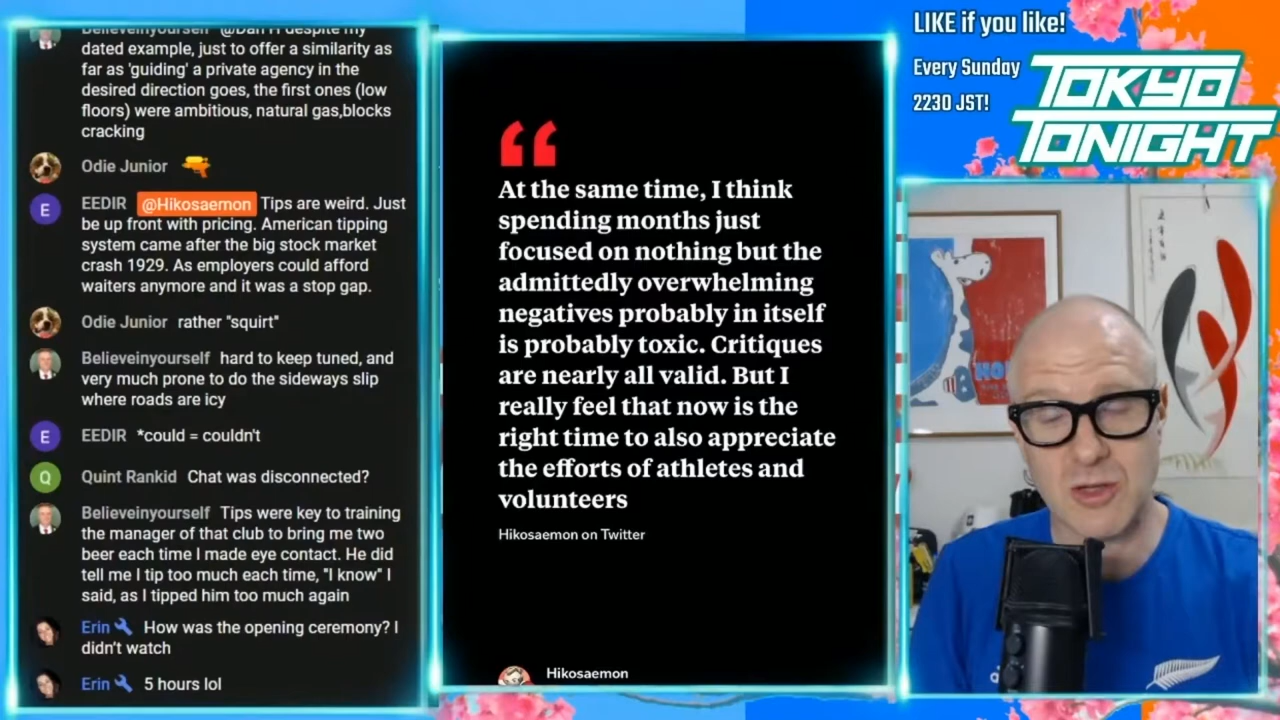 Believeinyourself @Dan H despite my
dated example, just to offer a similarity as
far as 'guiding' a private agency in the
desired direction goes, the first ones (low
floors) were ambitious, natural gas,blocks
cracking
Odie Junior
E
EEDIR @Hikosaemon Tips are weird. Just
be up front with pricing. American tipping
system came after the big stock market
crash 1929. As employers could afford
waiters anymore and it was a stop gap.
Odie Junior rather "squirt"
Believeinyourself hard to keep tuned, and
very much prone to do the sideways slip
where roads are icy
E
EEDIR *could = couldn't
Q
Quint Rankid Chat was disconnected?
Believeinyourself Tips were key to training
the manager of that club to bring me two
beer each time I made eye contact. He did
tell me I tip too much each time, "I know" I
said, as I tipped him too much again
Erin How was the opening ceremony? I
didn't watch
Erin 5 hours lol
“
At the same time, I think
spending months just
focused on nothing but the
admittedly overwhelming
negatives probably in itself
is probably toxic. Critiques
are nearly all valid. But I
really feel that now is the
right time to also appreciate
the efforts of athletes and
volunteers
Hikosaemon on Twitter
Hikosaemon
LIKE if you like!
Every Sunday
2230 JST!
TOKYO
TONIGHT